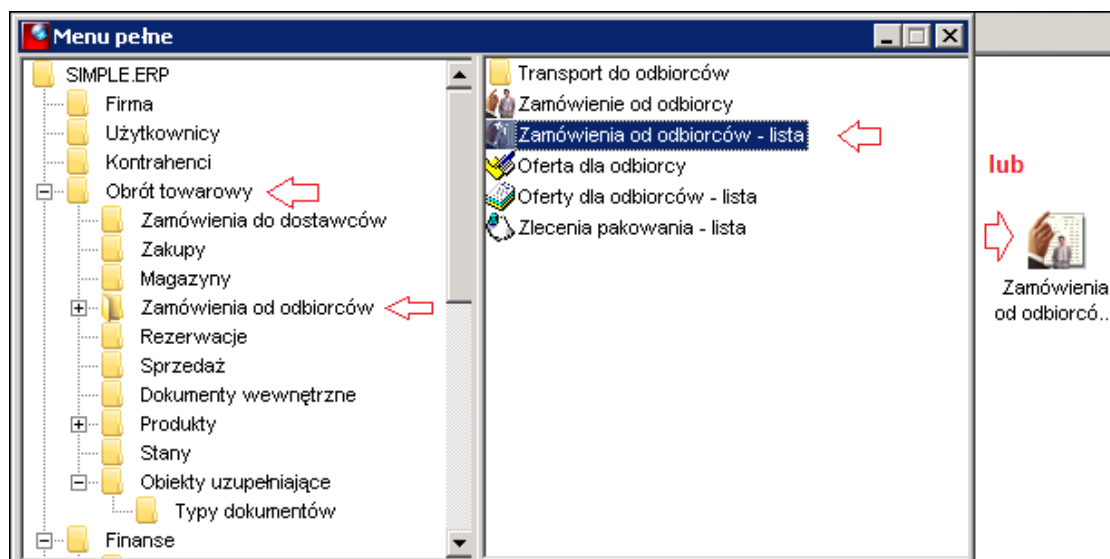 Menu pełne
SIMPLE.ERP
Firma
Użytkownicy
Kontrahenci
Obrót towarowy
Zamówienia do dostawców
Zakupy
Magazyny
Zamówienia od odbiorców
Rezerwacje
Sprzedaż
Dokumenty wewnętrzne
Produkty
Stany
Obiekty uzupełniające
Typy dokumentów
Finanse
Transport do odbiorców
Zamówienie od odbiorcy
Zamówienia od odbiorców - lista
Oferta dla odbiorcy
Oferty dla odbiorców - lista
Zlecenia pakowania - lista
lub
Zamówienia
od odbiorcó...